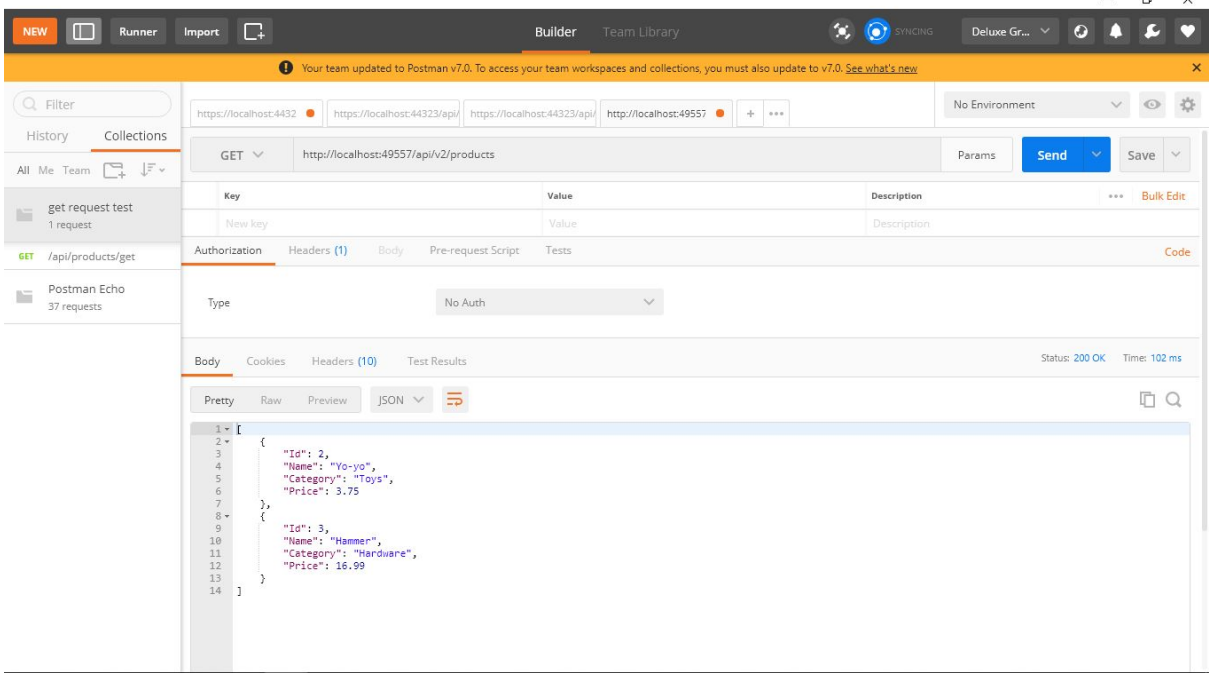 NEW Runner Import Builder Team Library SYNCING Deluxe Gr...
Your team updated to Postman v7.0. To access your team workspaces and collections, you must also update to v7.0. See what's new
Filter
History Collections
All Me Team
get request test
1 request
GET /api/products/get
Postman Echo
37 requests
https://localhost:4432 https://localhost:44323/api/ https://localhost:44323/api/ http://localhost:49557 + ••• No Environment
GET http://localhost:49557/api/v2/products Params Send Save
Key Value Description ••• Bulk Edit
New key Value Description
Authorization Headers (1) Body Pre-request Script Tests Code
Type No Auth
Body Cookies Headers (10) Test Results Status: 200 OK Time: 102 ms
Pretty Raw Preview JSON
1 [
2 {
3 "Id": 2,
4 "Name": "Yo-yo",
5 "Category": "Toys",
6 "Price": 3.75
7 },
8 {
9 "Id": 3,
10 "Name": "Hammer",
11 "Category": "Hardware",
12 "Price": 16.99
13 }
14 ]